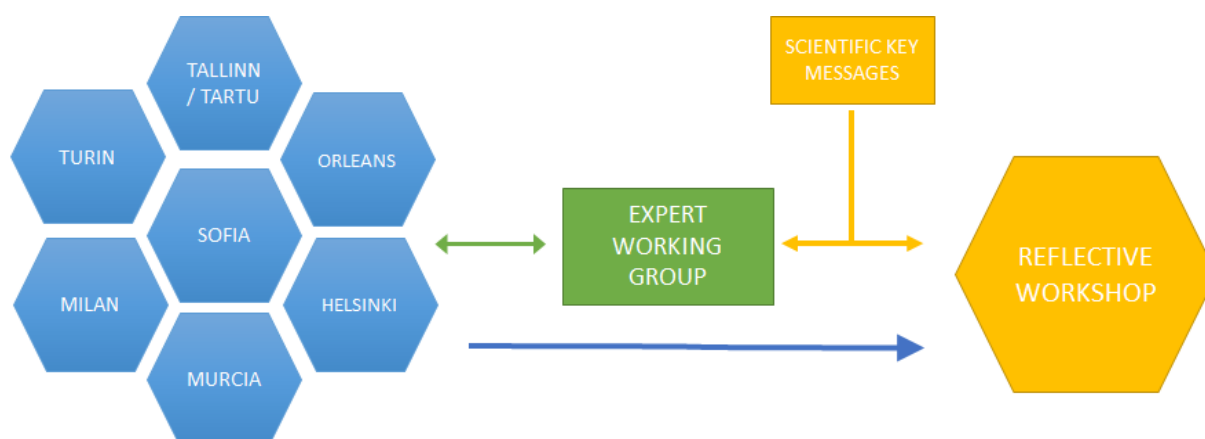 TALLINN
/ TARTU
TURIN
ORLEANS
SOFIA
MILAN
HELSINKI
MURCIA
EXPERT
WORKING
GROUP
SCIENTIFIC KEY
MESSAGES
REFLECTIVE
WORKSHOP